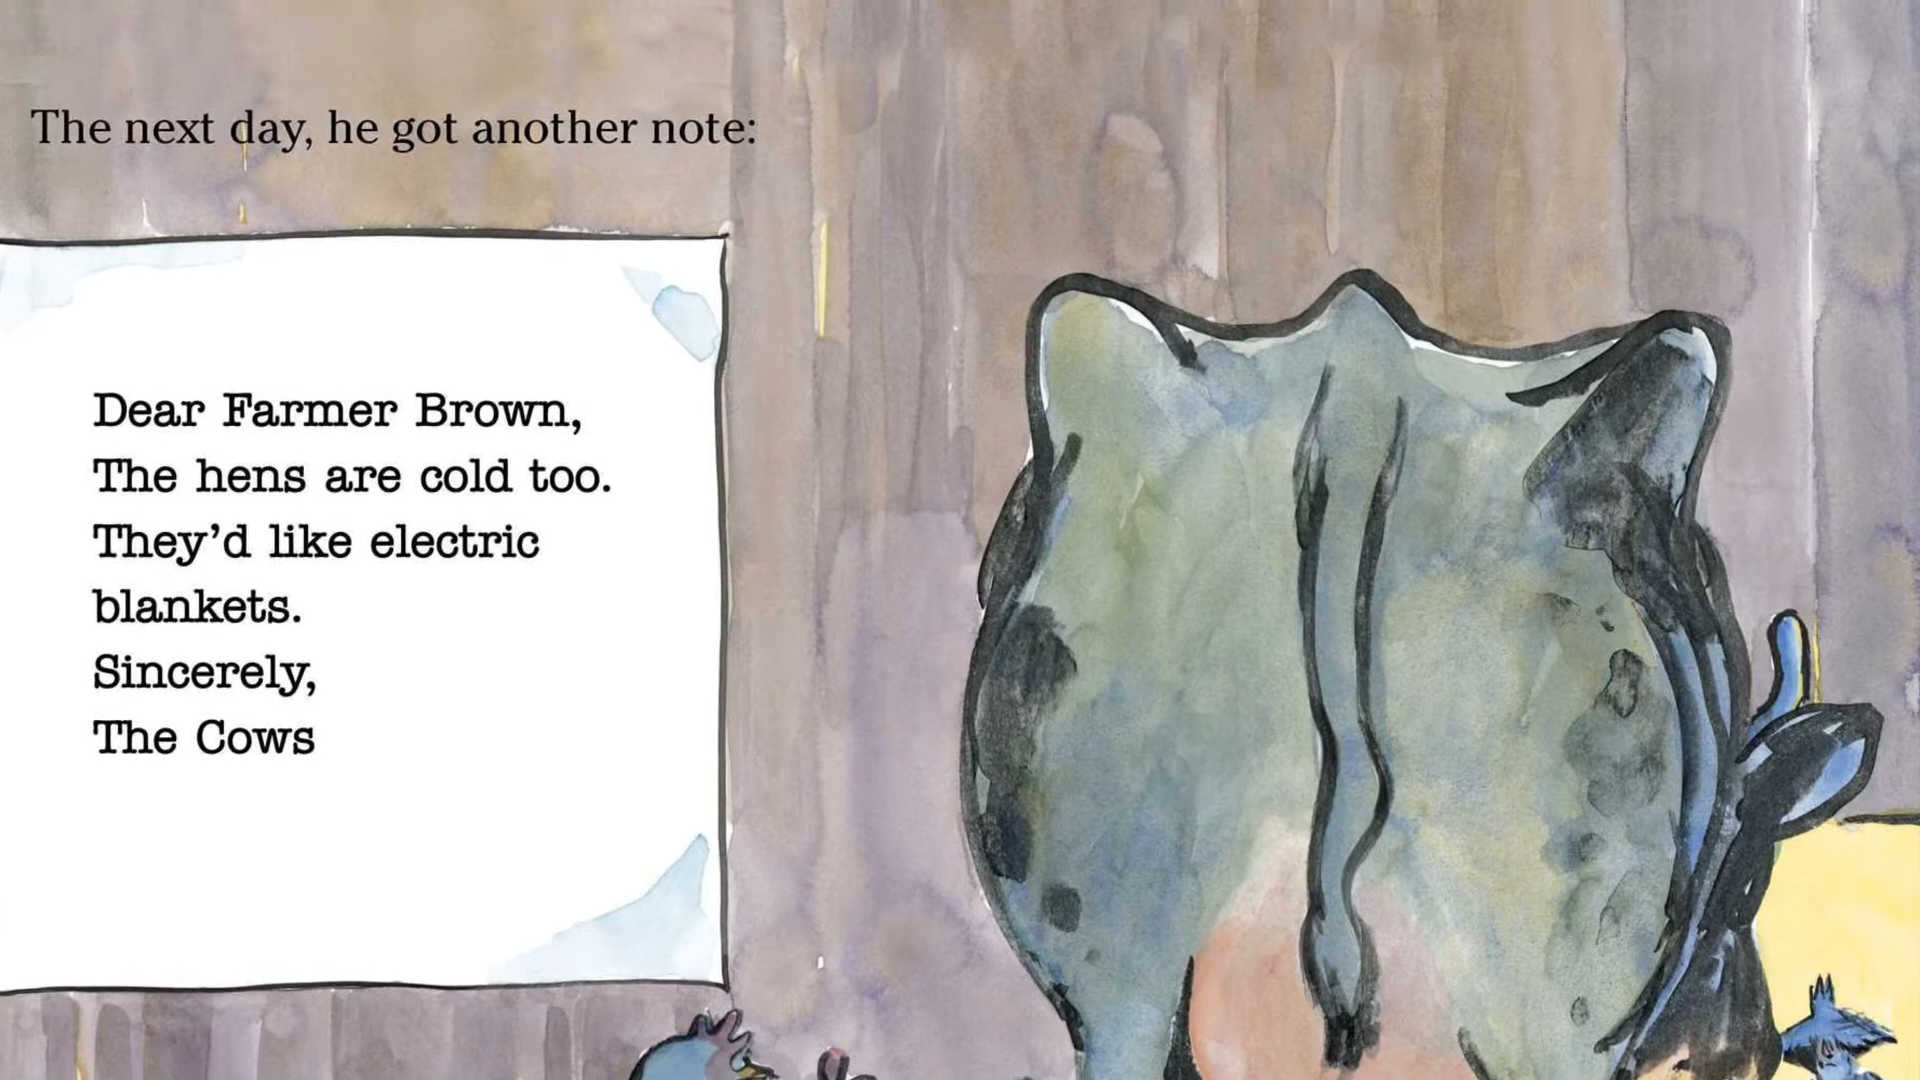 The next day, he got another note:
Dear Farmer Brown,
The hens are cold too.
They’d like electric
blankets.
Sincerely,
The Cows